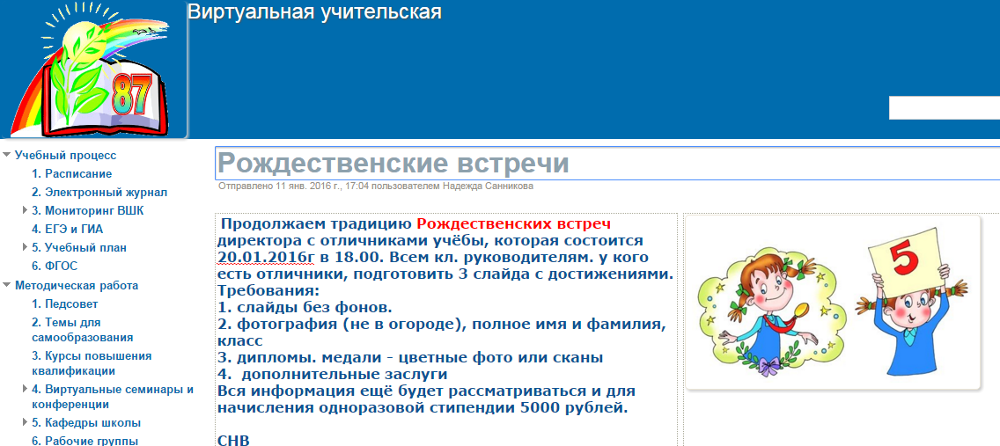 Виртуальная учительская
87
Учебный процесс
1. Расписание
2. Электронный журнал
3. Мониторинг ВШК
4. ЕГЭ и ГИА
5. Учебный план
6. ФГОС
Методическая работа
1. Педсовет
2. Темы для
самообразования
3. Курсы повышения
квалификации
4. Виртуальные семинары и
конференции
5. Кафедры школы
6. Рабочие группы
Рождественские встречи
Отправлено 11 янв. 2016 г., 17:04 пользователем Надежда Санникова
Продолжаем традицию Рождественских встреч
директора с отличниками учёбы, которая состоится
20.01.2016г в 18.00. Всем кл. руководителям. у кого
есть отличники, подготовить 3 слайда с достижениями.
Требования:
1. слайды без фонов.
2. фотография (не в огороде), полное имя и фамилия,
класс
3. дипломы. медали - цветные фото или сканы
4. дополнительные заслуги
Вся информация ещё будет рассматриваться и для
начисления одноразовой стипендии 5000 рублей.
СНВ
5